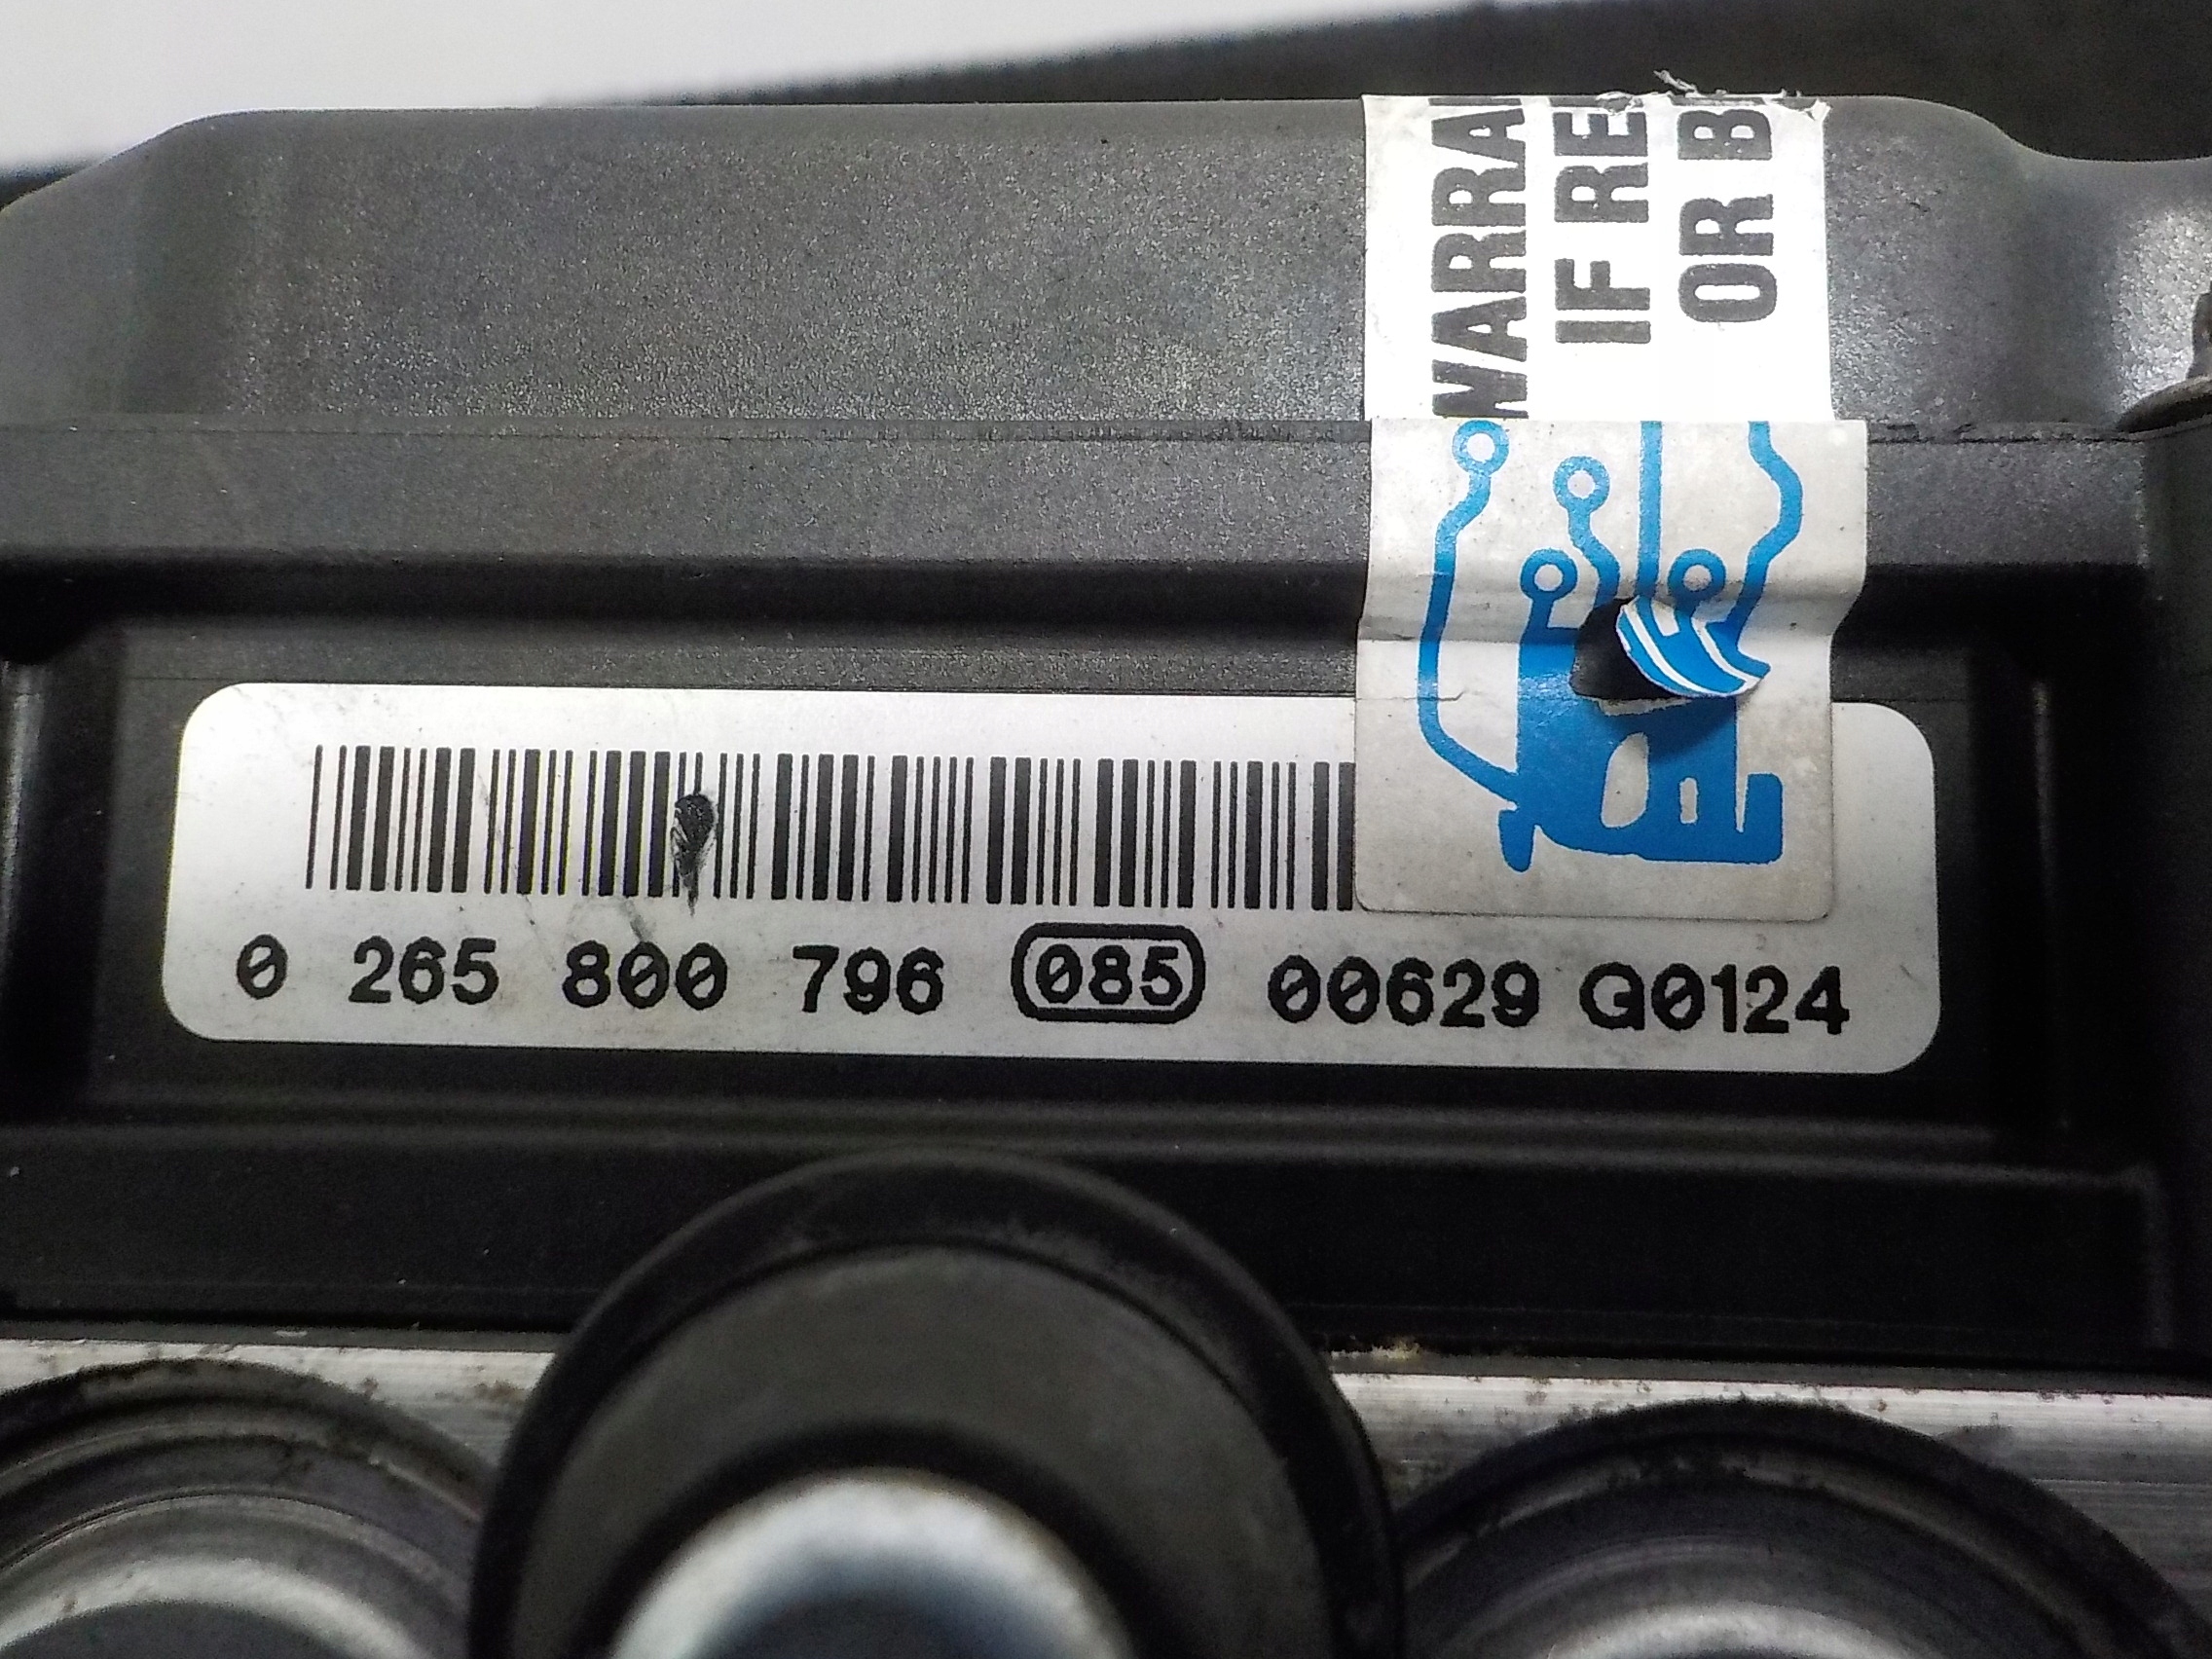 WARRA
IF RE
OR B
0 265 800 796 085 00629 G0124